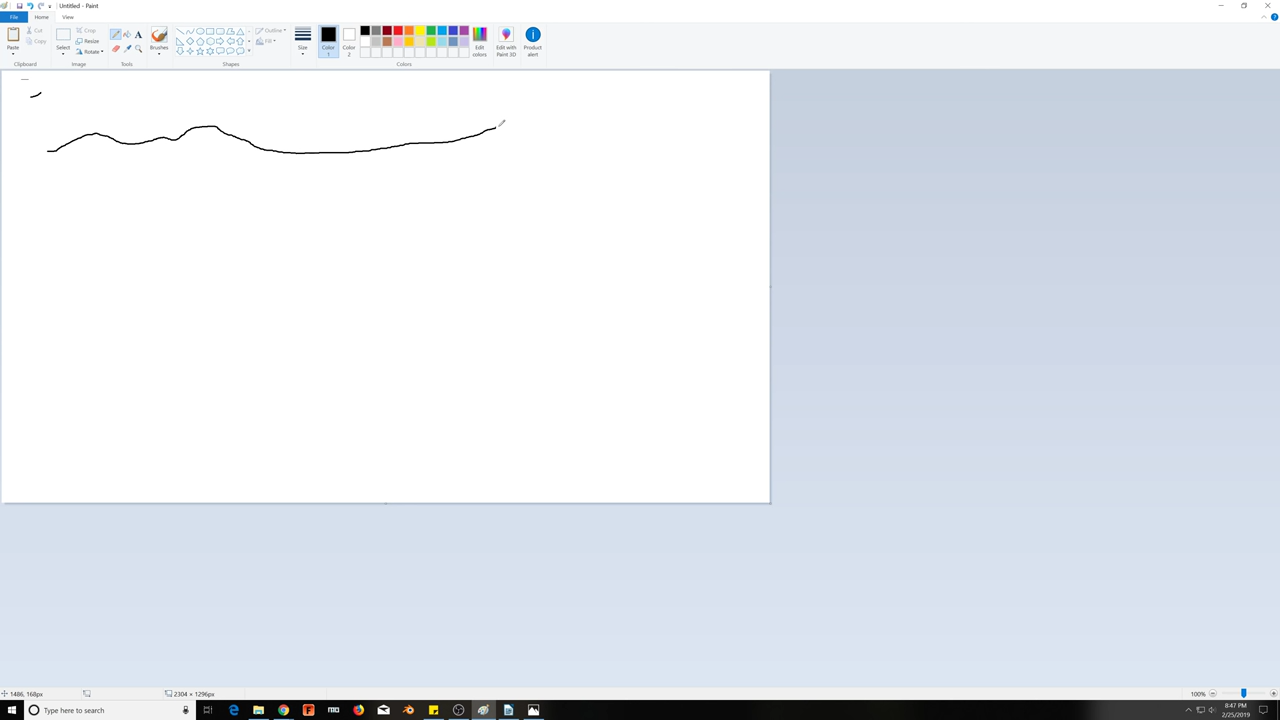 Untitled - Paint
File Home View
Paste
Cut
Copy
Clipboard
Select
Crop
Resize
Rotate
Image
A
Tools
Brushes
Outline
Fill
Shapes
Size
Color 1
Color 2
Edit colors
Edit with Paint 3D
Product alert
Colors
1486, 168px
2304 × 1296px
100%
Type here to search
8:47 PM
2/25/2019